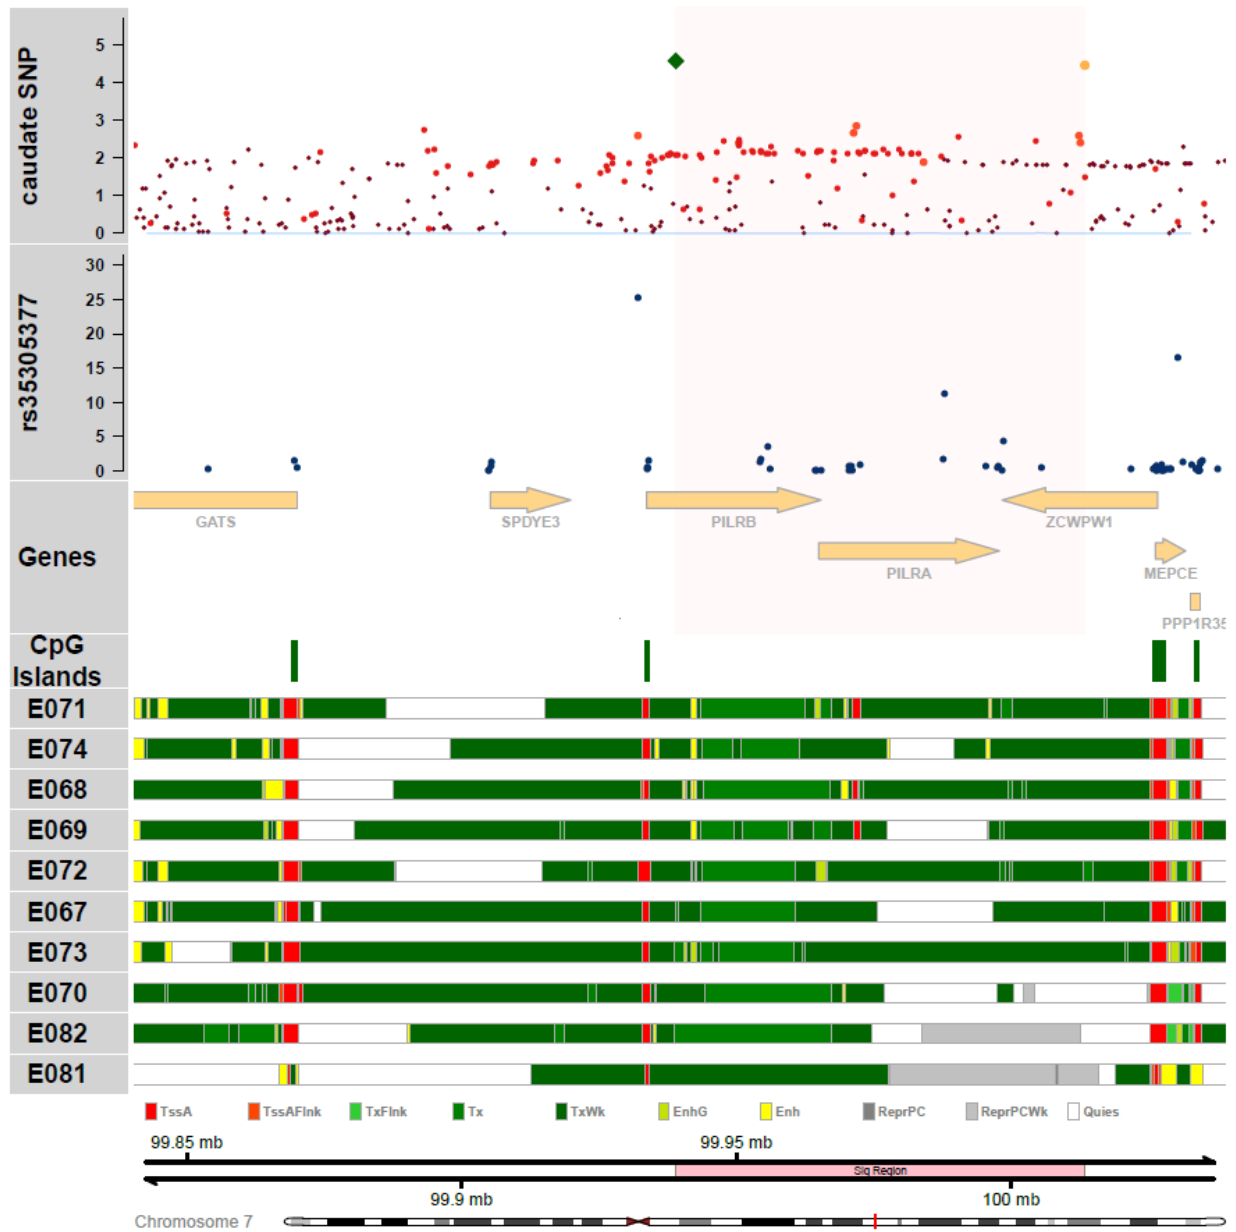 caudate SNP
5
4
3
2
1
0
rs35305377
30
25
20
15
10
5
0
Genes
GATS
SPDYE3
PILRB
ZCWPW1
PILRA
MEPCE
PPP1R35
CpG
Islands
E071
E074
E068
E069
E072
E067
E073
E070
E082
E081
TssA TssAFlnk TxFlnk Tx TxWk EnhG Enh ReprPC ReprPCWk Quies
99.85 mb 99.95 mb
Sig Region
99.9 mb 100 mb
Chromosome 7